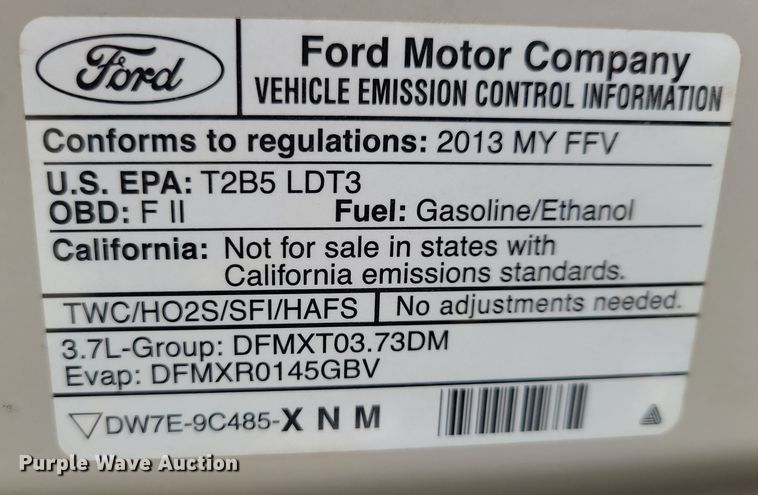 Ford
Ford Motor Company
VEHICLE EMISSION CONTROL INFORMATION
Conforms to regulations: 2013 MY FFV
U.S. EPA: T2B5 LDT3
OBD: F II Fuel: Gasoline/Ethanol
California: Not for sale in states with
California emissions standards.
TWC/HO2S/SFI/HAFS No adjustments needed.
3.7L-Group: DFMXT03.73DM
Evap: DFMXR0145GBV
DW7E-9C485-X N M
Purple Wave Auction